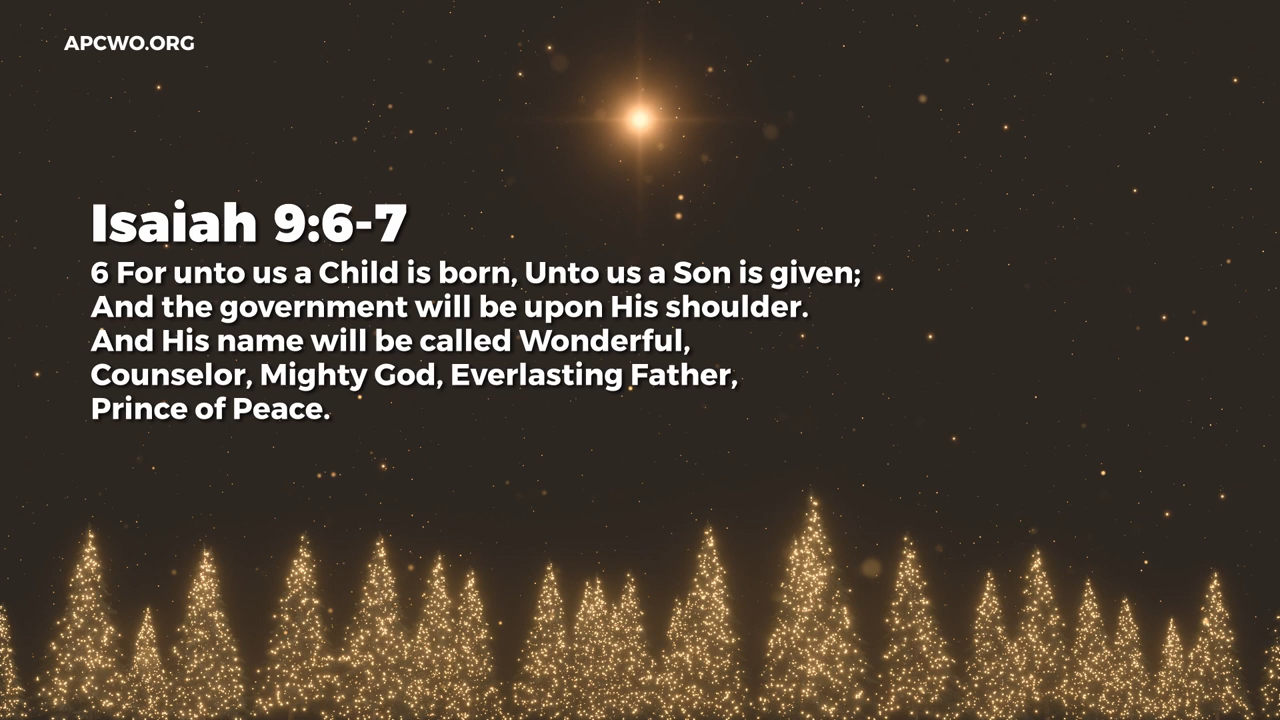 APCWO.ORG
Isaiah 9:6-7
6 For unto us a Child is born, Unto us a Son is given;
And the government will be upon His shoulder.
And His name will be called Wonderful,
Counselor, Mighty God, Everlasting Father,
Prince of Peace.